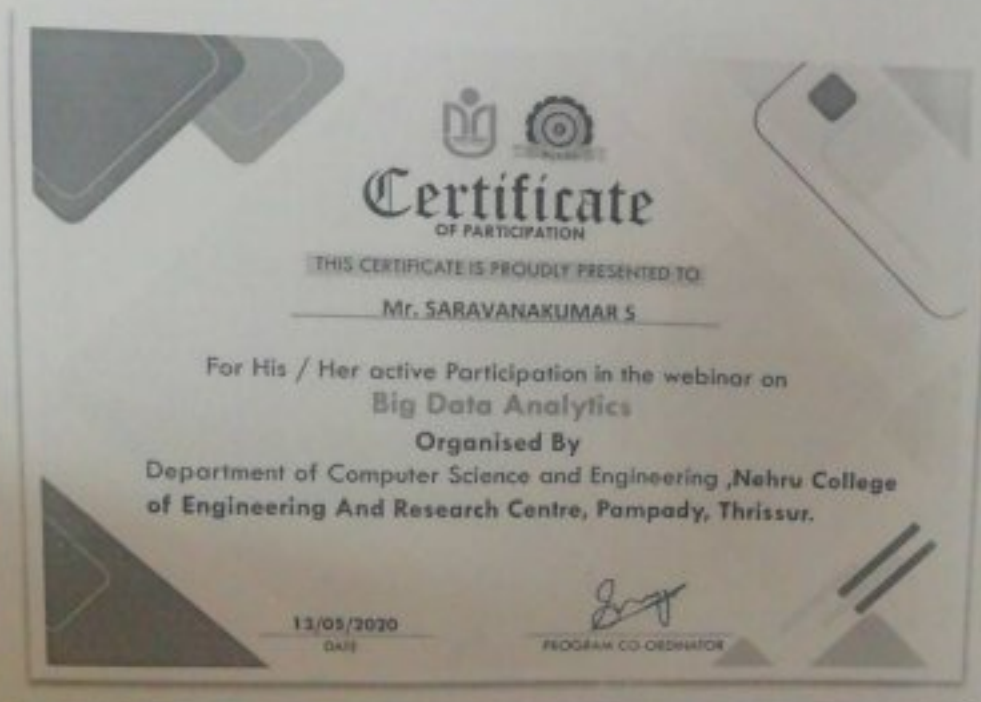 Certificate
OF PARTICIPATION
THIS CERTIFICATE IS PROUDLY PRESENTED TO
Mr. SARAVANAKUMAR S
For His / Her active Participation in the webinar on
Big Data Analytics
Organised By
Department of Computer Science and Engineering ,Nehru College
of Engineering And Research Centre, Pampady, Thrissur.
13/05/2020
DATE
PROGRAM CO-ORDINATOR